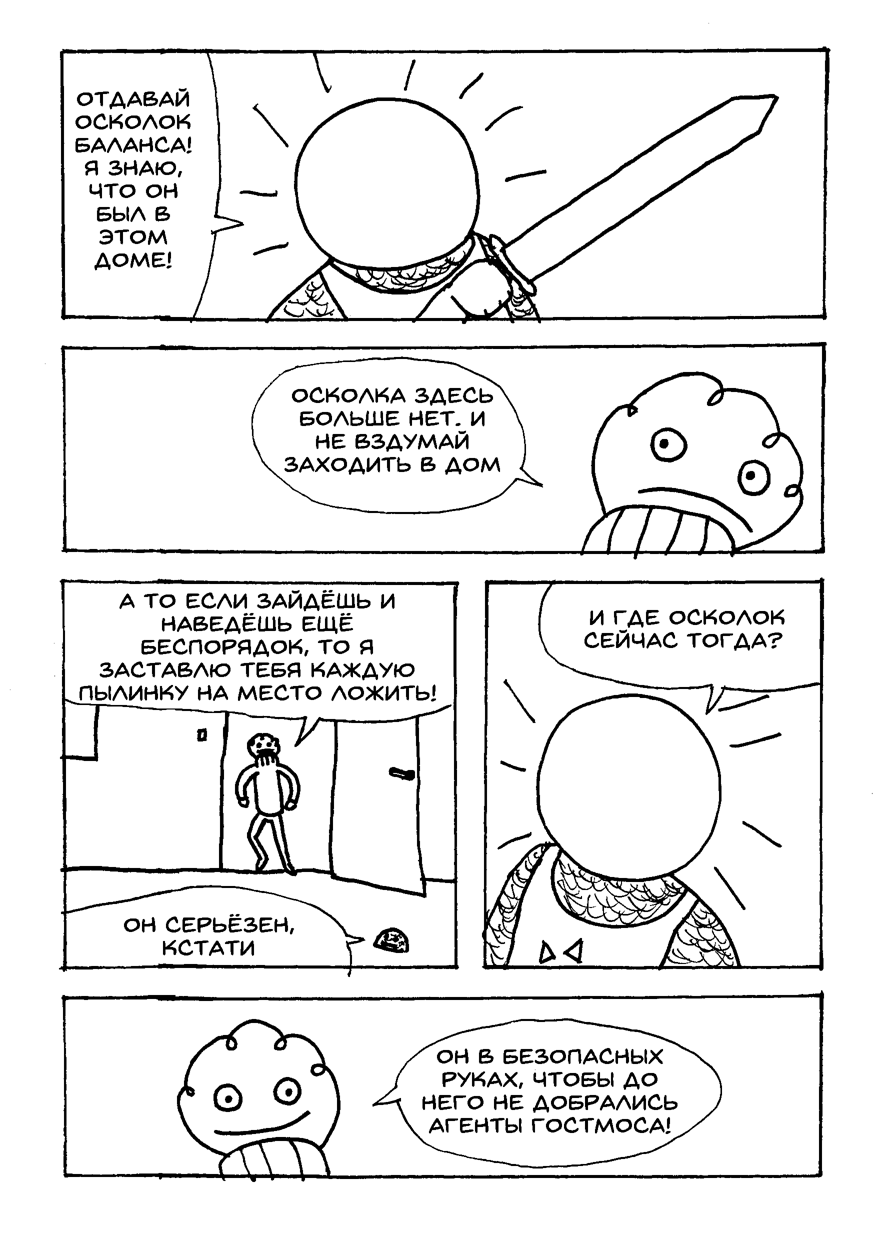 ОТДАВАЙ
ОСКОЛОК
БАЛАНСА!
Я ЗНАЮ,
ЧТО ОН
БЫЛ В
ЭТОМ
ДОМЕ!
ОСКОЛКА ЗДЕСЬ
БОЛЬШЕ НЕТ. И
НЕ ВЗДУМАЙ
ЗАХОДИТЬ В ДОМ
А ТО ЕСЛИ ЗАЙДЁШЬ И
НАВЕДЁШЬ ЕЩЁ
БЕСПОРЯДОК, ТО Я
ЗАСТАВЛЮ ТЕБЯ КАЖДУЮ
ПЫЛИНКУ НА МЕСТО ЛОЖИТЬ!
ОН СЕРЬЁЗЕН,
КСТАТИ
И ГДЕ ОСКОЛОК
СЕЙЧАС ТОГДА?
ОН В БЕЗОПАСНЫХ
РУКАХ, ЧТОБЫ ДО
НЕГО НЕ ДОБРАЛИСЬ
АГЕНТЫ ГОСТМОСА!